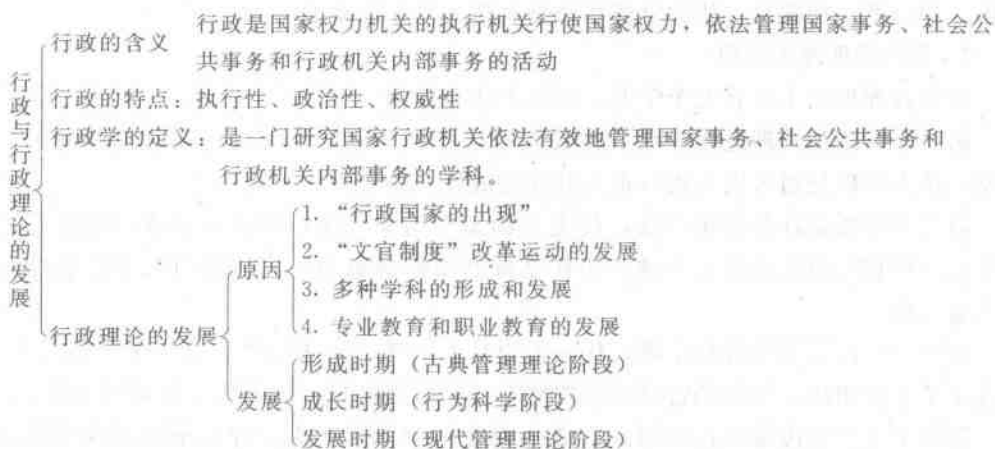 行政与行政理论的发展
行政的含义
行政是国家权力机关的执行机关行使国家权力，依法管理国家事务、社会公
共事务和行政机关内部事务的活动
行政的特点：执行性、政治性、权威性
行政学的定义：是一门研究国家行政机关依法有效地管理国家事务、社会公共事务和
行政机关内部事务的学科。
行政理论的发展
原因
1. “行政国家的出现”
2. “文官制度”改革运动的发展
3. 多种学科的形成和发展
4. 专业教育和职业教育的发展
发展
形成时期（古典管理理论阶段）
成长时期（行为科学阶段）
发展时期（现代管理理论阶段）